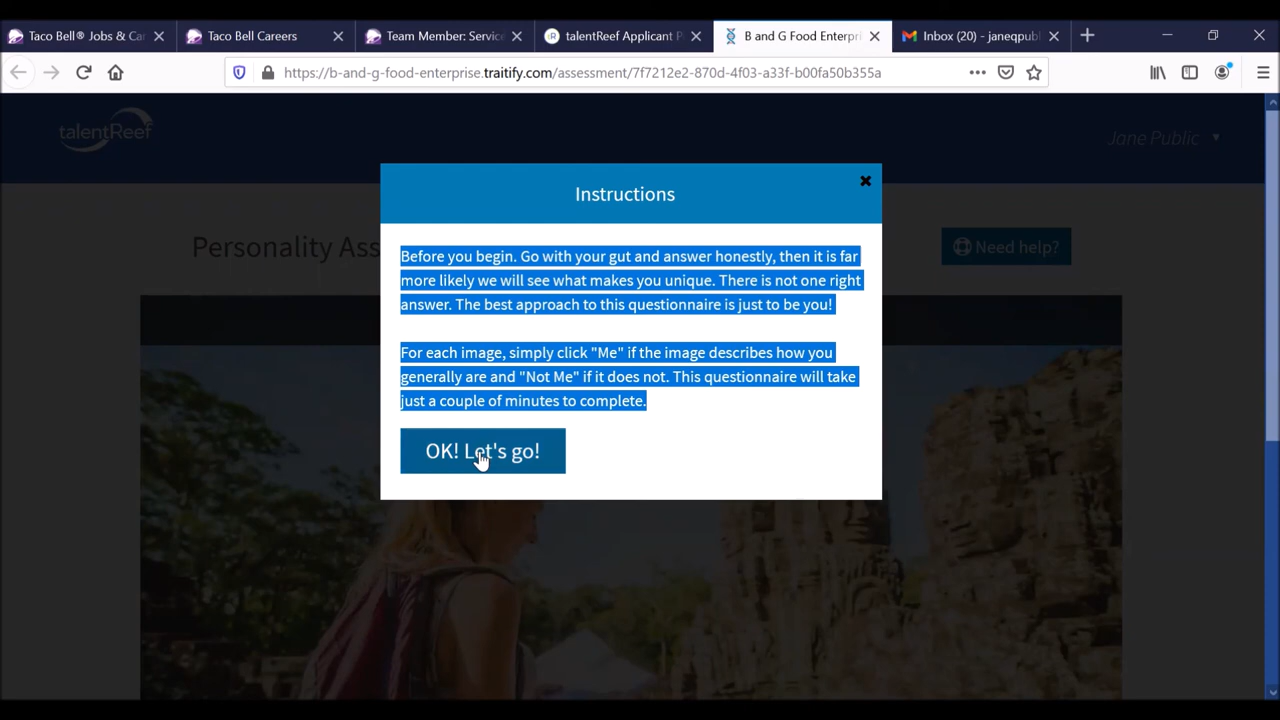 Taco Bell® Jobs & Ca
Taco Bell Careers
Team Member: Service
talentReef Applicant P
B and G Food Enterpri
Inbox (20) - janeqpubl
https://b-and-g-food-enterprise.traitify.com/assessment/7f7212e2-870d-4f03-a33f-b00fa50b355a
talentReef
Jane Public
Instructions
Personality Ass
Need help?
Before you begin. Go with your gut and answer honestly, then it is far
more likely we will see what makes you unique. There is not one right
answer. The best approach to this questionnaire is just to be you!
For each image, simply click "Me" if the image describes how you
generally are and "Not Me" if it does not. This questionnaire will take
just a couple of minutes to complete.
OK! Let's go!